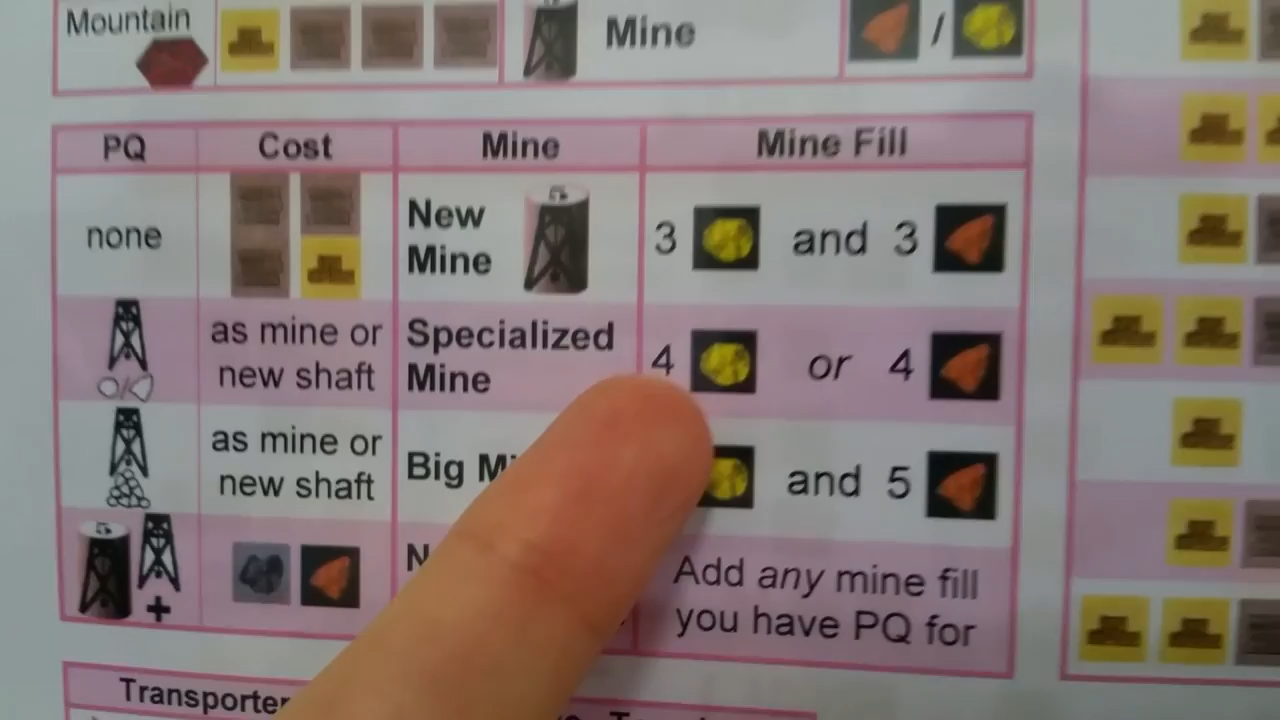 Mountain
Mine
/
PQ Cost Mine Mine Fill
none
New
Mine
3 and 3
as mine or
new shaft
Specialized
Mine
4 or 4
as mine or
new shaft
Big
and 5
+
Add any mine fill
you have PQ for
Transporter